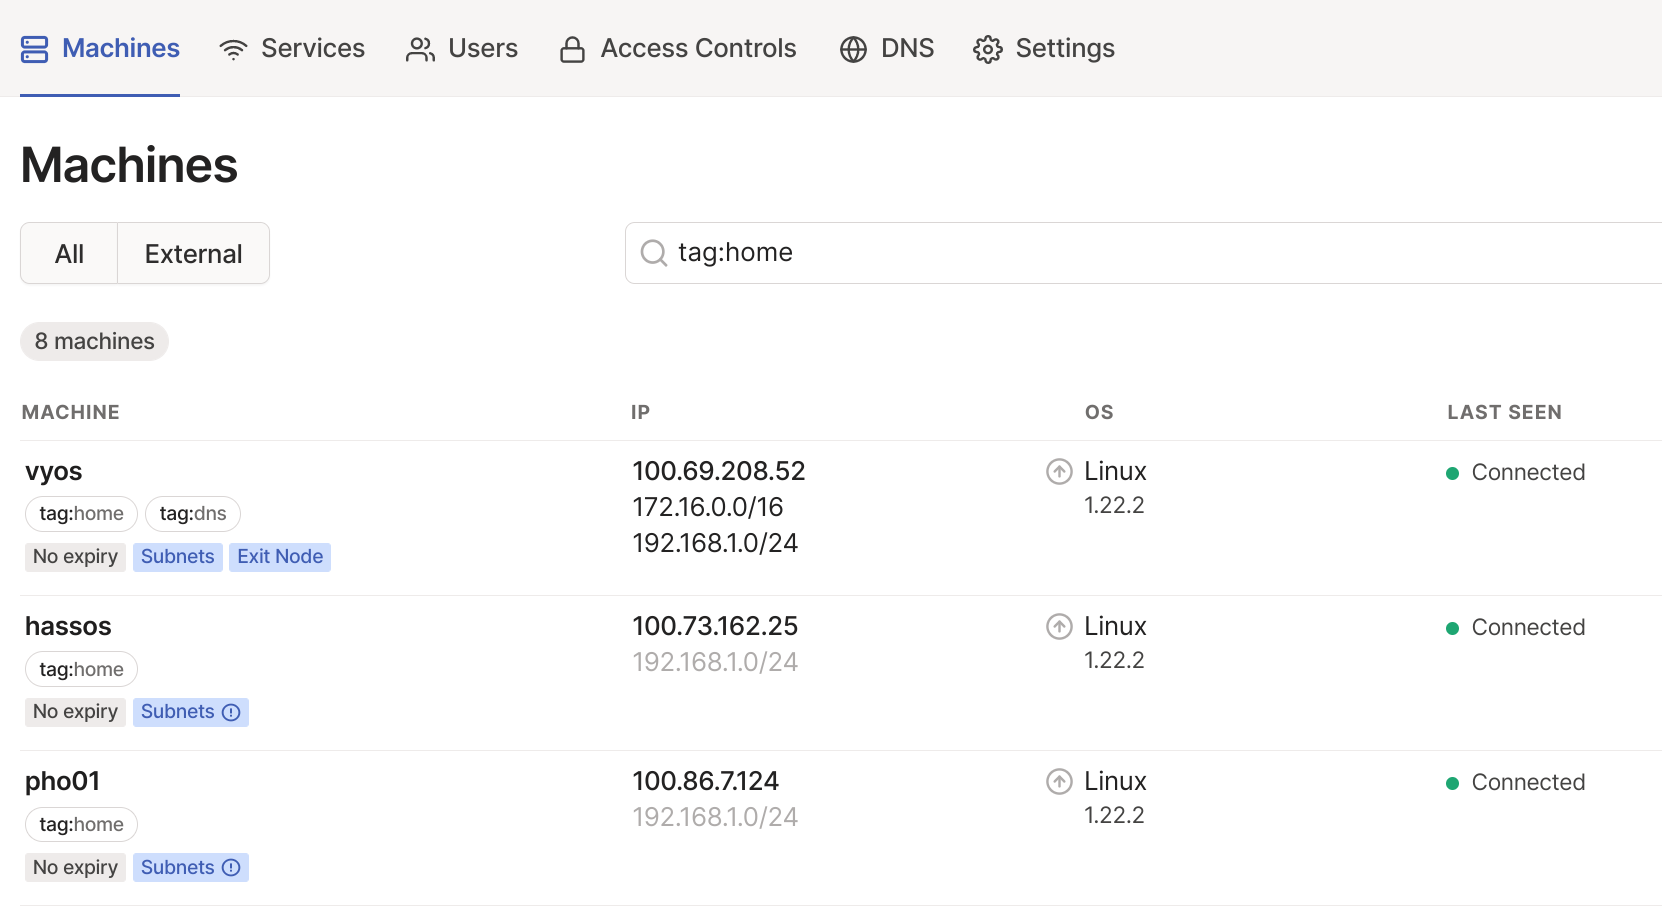 Machines Services Users Access Controls DNS Settings
Machines
All External
tag:home
8 machines
MACHINE IP OS LAST SEEN
vyos 100.69.208.52 Linux Connected
172.16.0.0/16 1.22.2
tag:home tag:dns
192.168.1.0/24
No expiry Subnets Exit Node
hassos 100.73.162.25 Linux Connected
192.168.1.0/24 1.22.2
tag:home
No expiry Subnets
pho01 100.86.7.124 Linux Connected
192.168.1.0/24 1.22.2
tag:home
No expiry Subnets